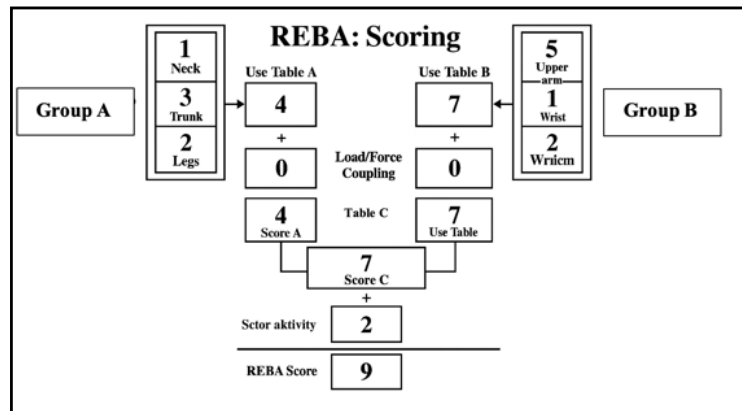 REBA: Scoring
Group A
1
Neck
3
Trunk
2
Legs
Use Table A
4
+
0
4
Score A
Load/Force
Coupling
Table C
Use Table B
7
+
0
7
Use Table
5
Upper
arm
1
Wrist
2
Wrnicm
Group B
7
Score C
+
Sctor aktivity
2
REBA Score
9